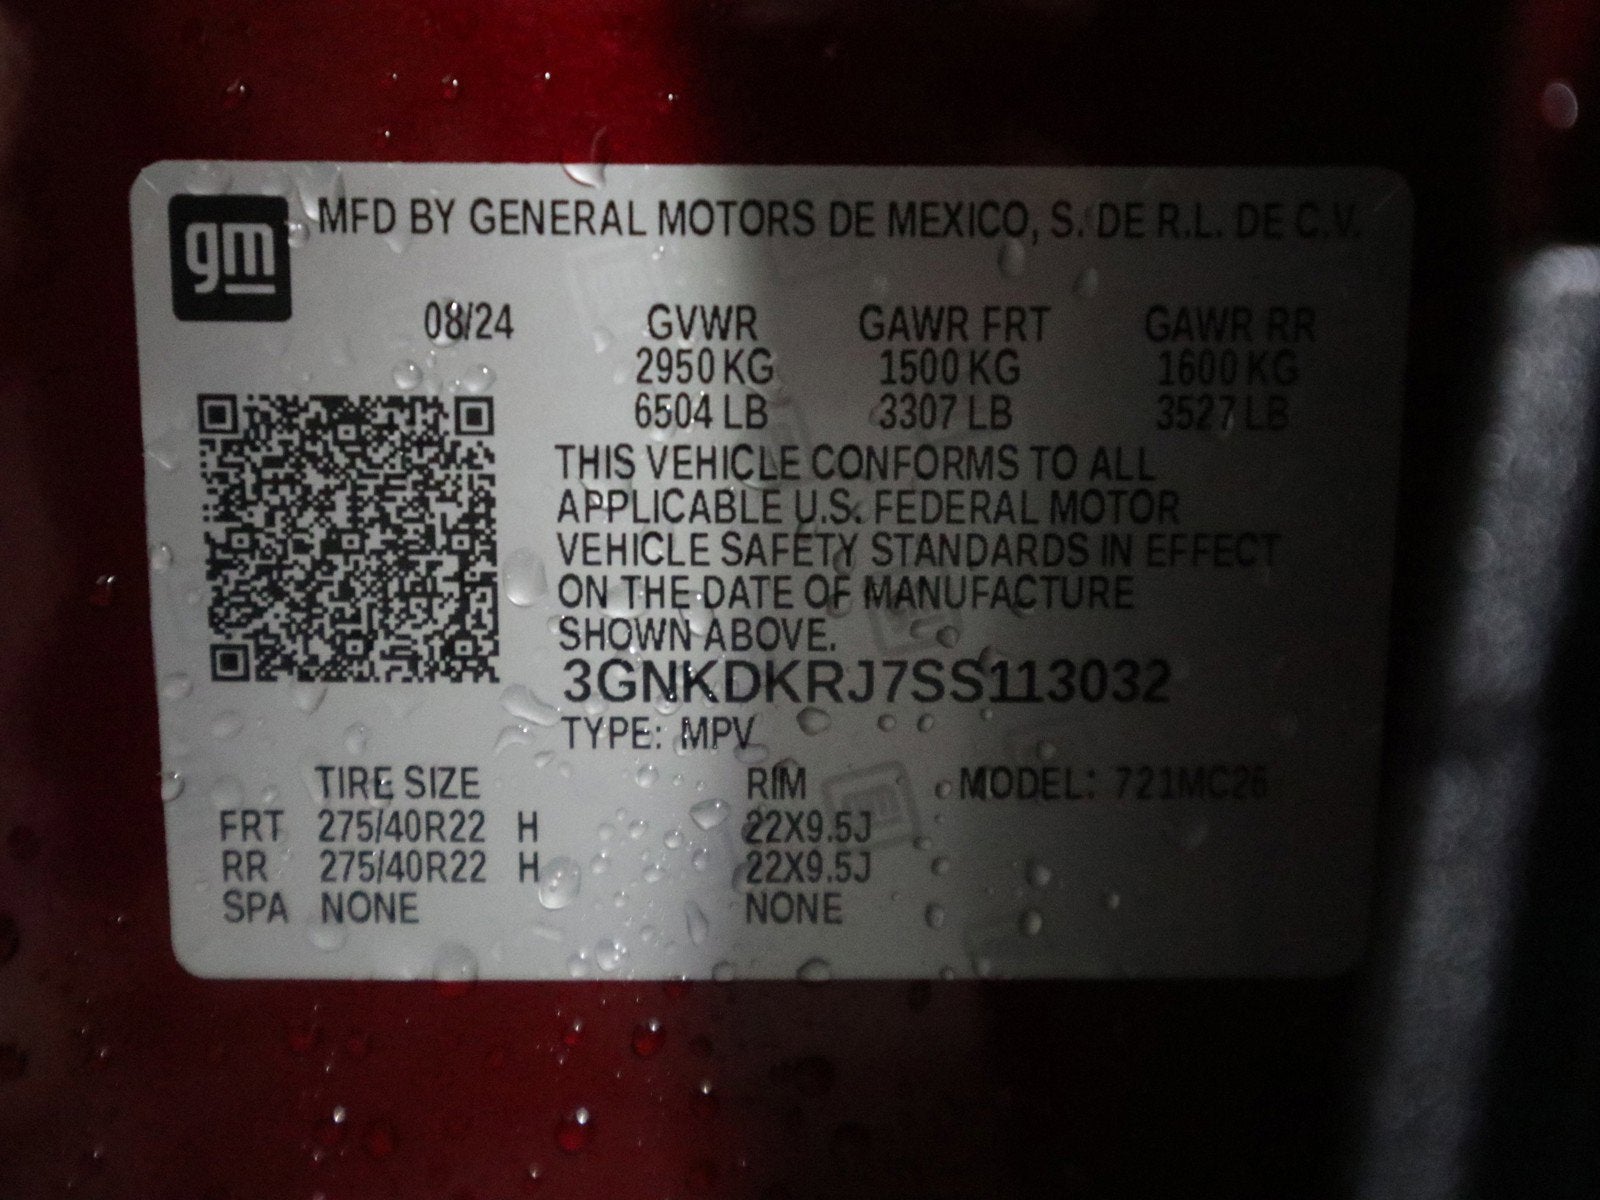 gm
MFD BY GENERAL MOTORS DE MEXICO, S. DE R.L. DE C.V.
08/24 GVWR GAWR FRT GAWR RR
2950 KG 1500 KG 1600 KG
6504 LB 3307 LB 3527 LB
THIS VEHICLE CONFORMS TO ALL
APPLICABLE U.S. FEDERAL MOTOR
VEHICLE SAFETY STANDARDS IN EFFECT
ON THE DATE OF MANUFACTURE
SHOWN ABOVE.
3GNKDKRJ7SS113032
TYPE: MPV
TIRE SIZE RIM MODEL: 721MC26
FRT 275/40R22 H 22X9.5J
RR 275/40R22 H 22X9.5J
SPA NONE NONE